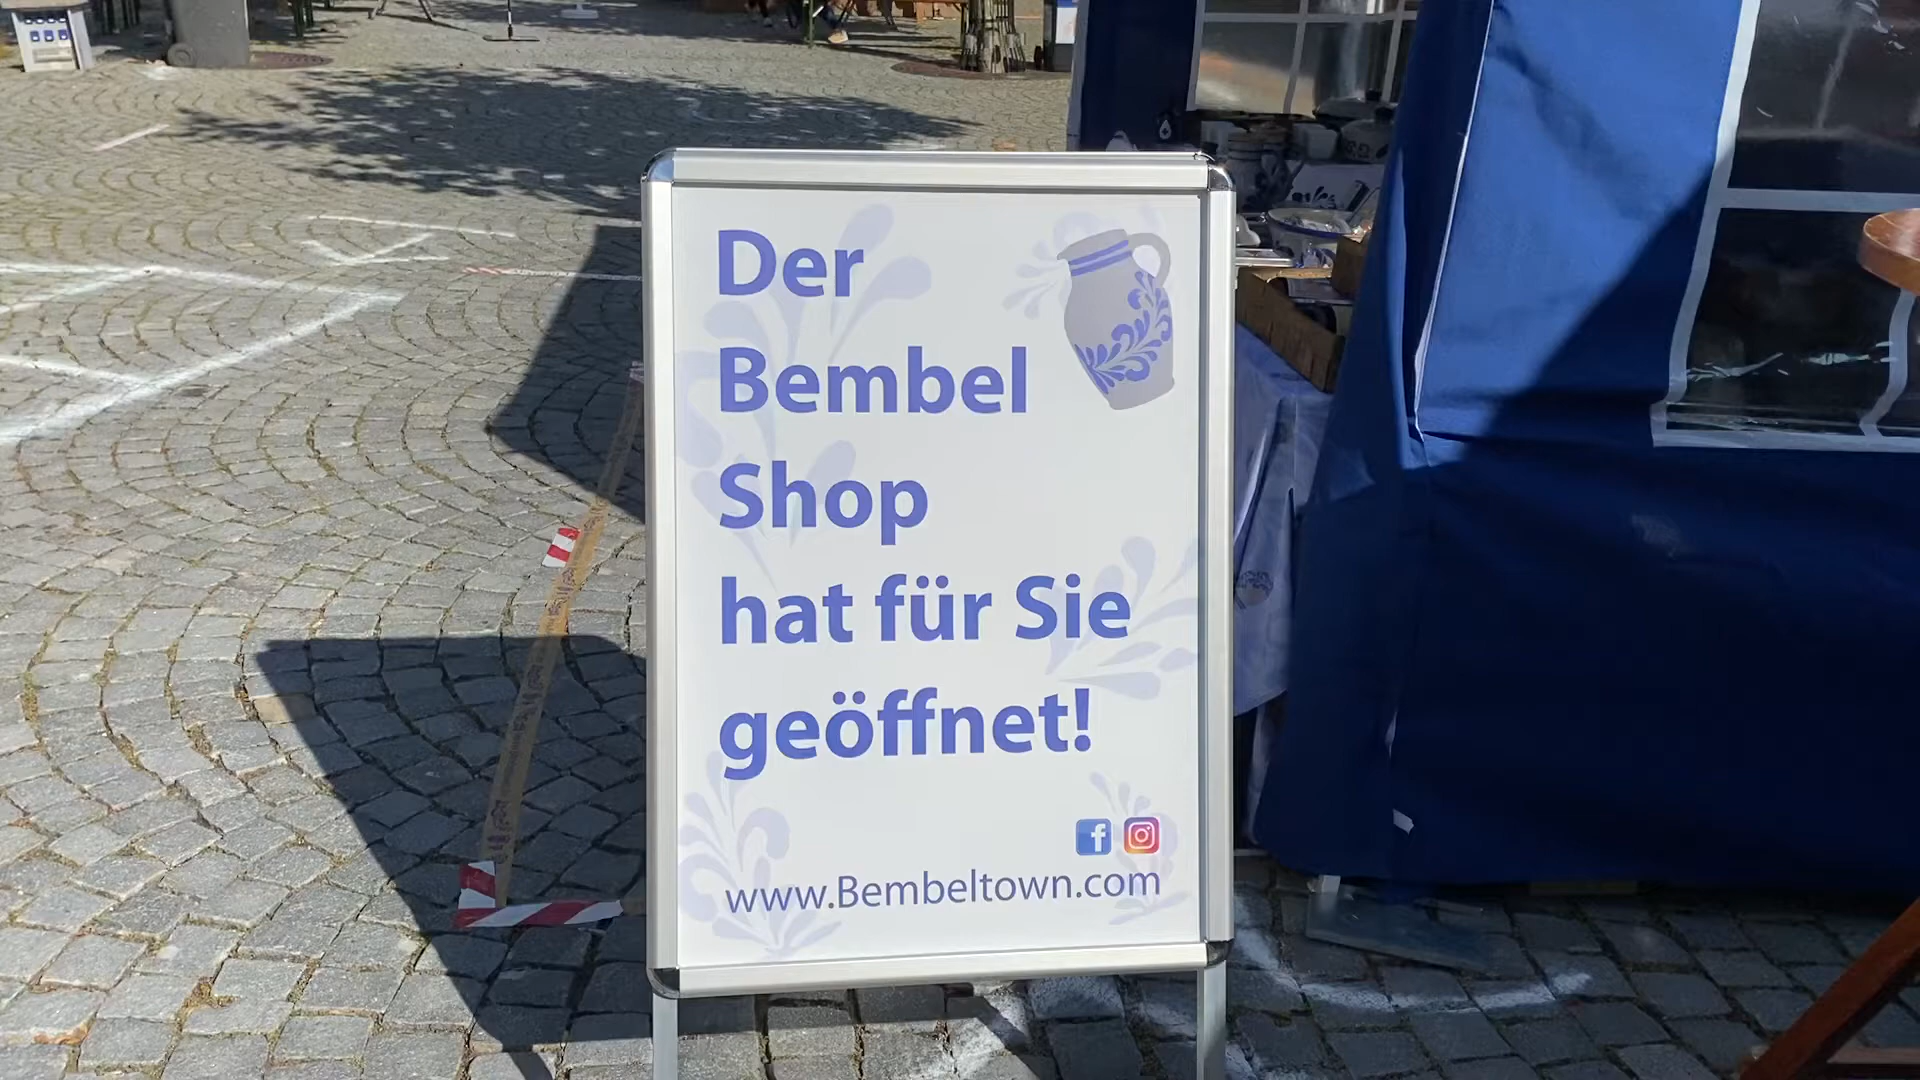 Der
Bembel
Shop
hat für Sie
geöffnet!
www.Bembeltown.com